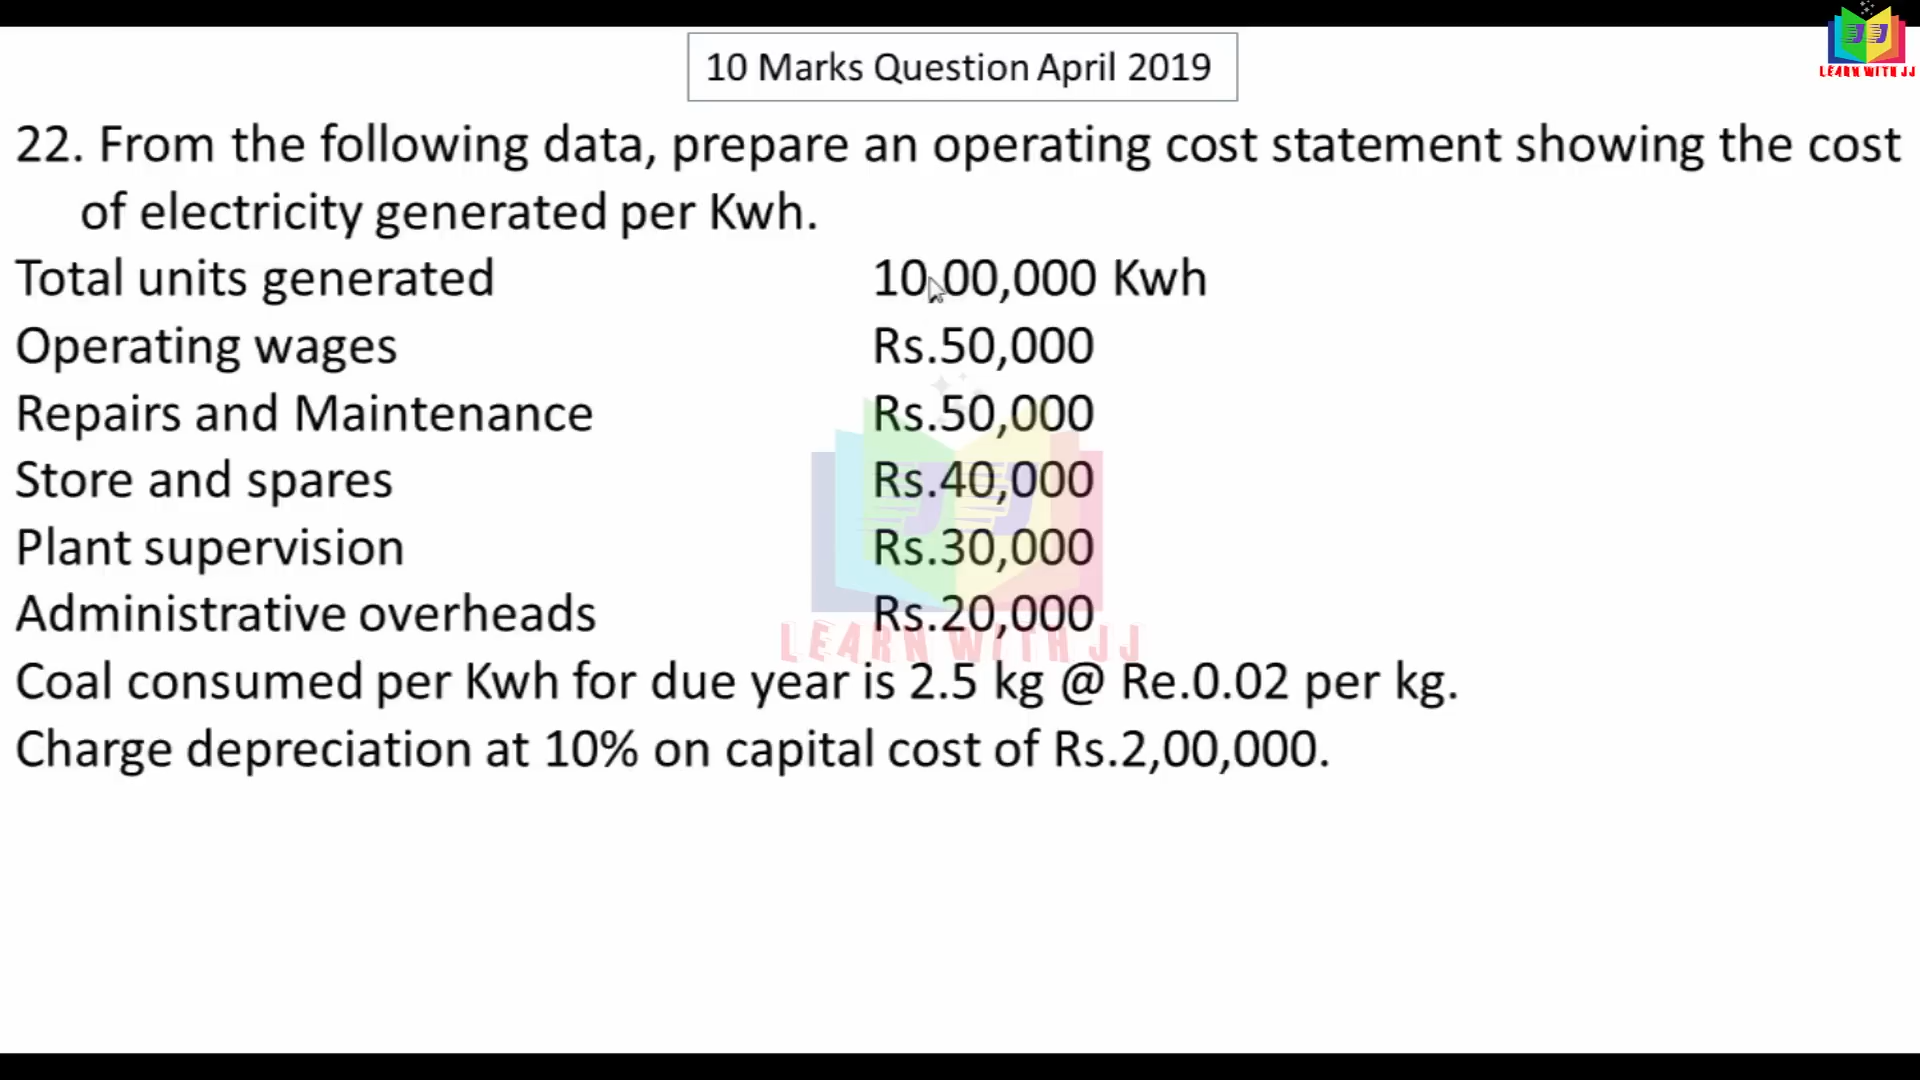 10 Marks Question April 2019
LEARN WITH JJ
22. From the following data, prepare an operating cost statement showing the cost
of electricity generated per Kwh.
Total units generated 10,00,000 Kwh
Operating wages Rs.50,000
Repairs and Maintenance Rs.50,000
Store and spares Rs.40,000
Plant supervision Rs.30,000
Administrative overheads Rs.20,000
LEARN WITH JJ
Coal consumed per Kwh for due year is 2.5 kg @ Re.0.02 per kg.
Charge depreciation at 10% on capital cost of Rs.2,00,000.